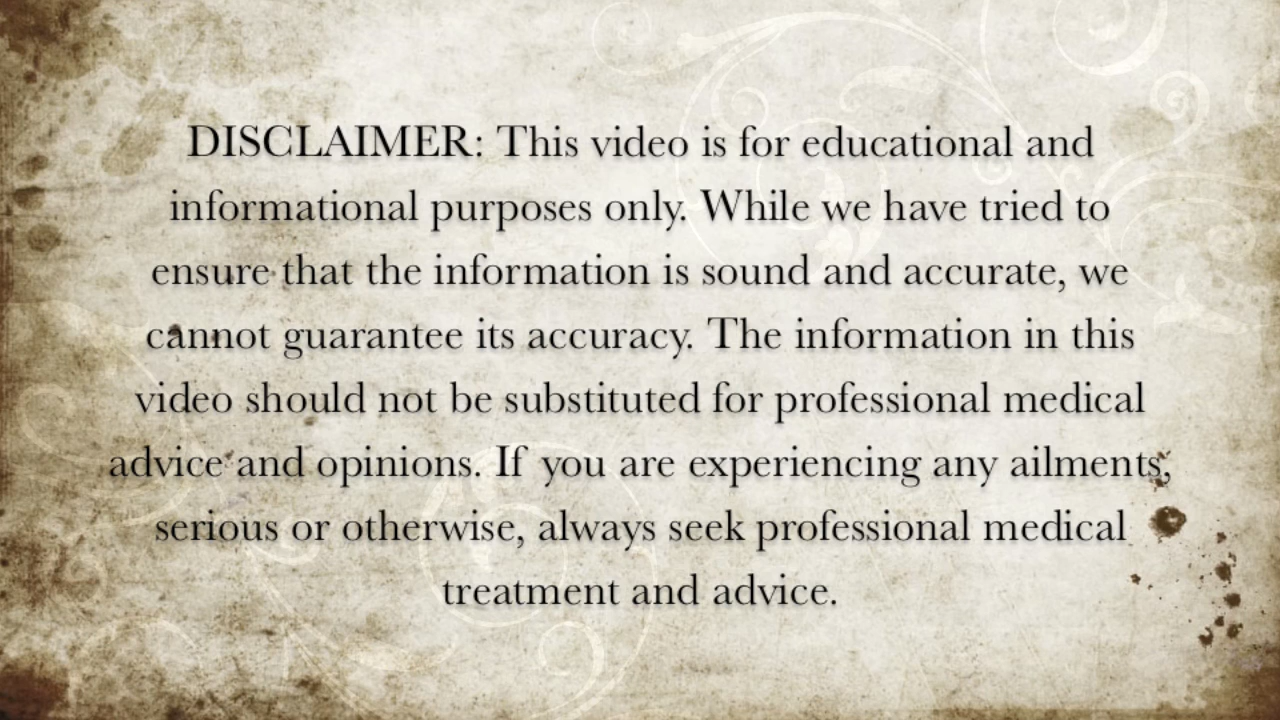 DISCLAIMER: This video is for educational and
informational purposes only. While we have tried to
ensure that the information is sound and accurate, we
cannot guarantee its accuracy. The information in this
video should not be substituted for professional medical
advice and opinions. If you are experiencing any ailments,
serious or otherwise, always seek professional medical
treatment and advice.